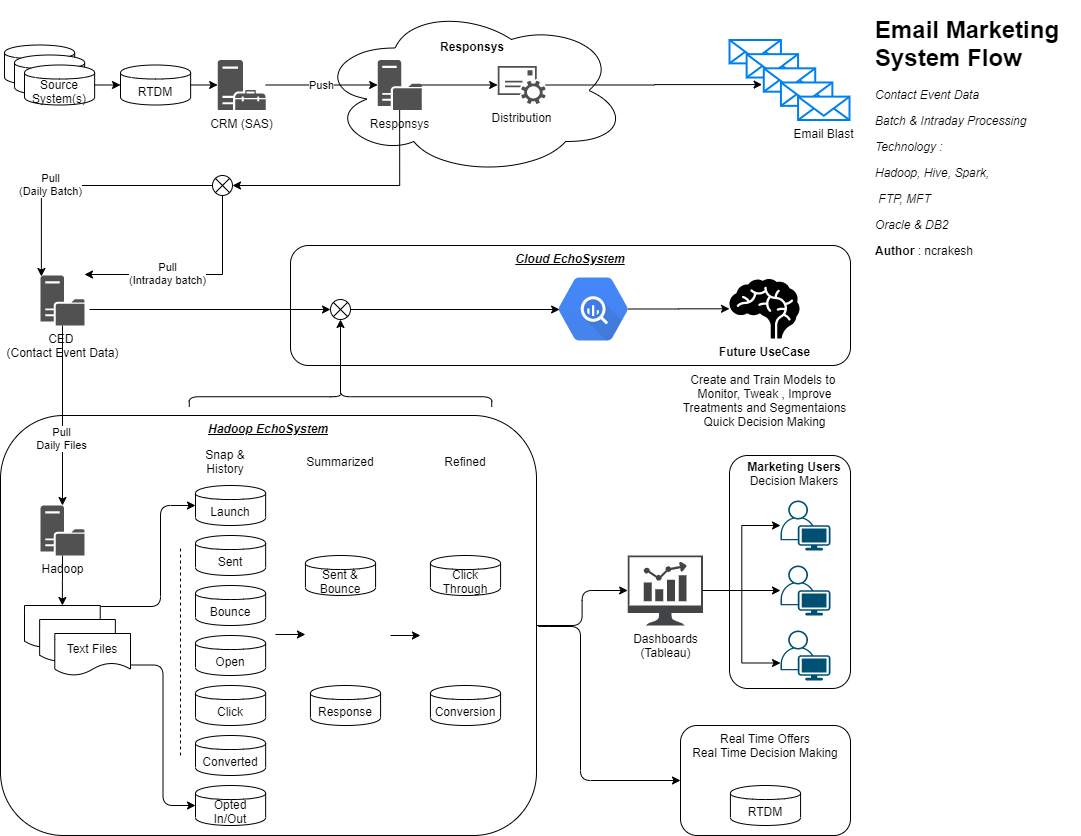 Email Marketing
System Flow
Contact Event Data
Batch & Intraday Processing
Technology :
Hadoop, Hive, Spark,
FTP, MFT
Oracle & DB2
Author : ncrakesh
Responsys
Source
System(s)
RTDM
CRM (SAS)
Push
Responsys
Distribution
Email Blast
Pull
(Daily Batch)
Pull
(Intraday batch)
CED
(Contact Event Data)
Cloud EchoSystem
Future UseCase
Create and Train Models to
Monitor, Tweak , Improve
Treatments and Segmentaions
Quick Decision Making
Pull
Daily Files
Hadoop EchoSystem
Snap &
History
Summarized
Refined
Hadoop
Text Files
Launch
Sent
Bounce
Open
Click
Converted
Opted
In/Out
Sent &
Bounce
Response
Click
Through
Conversion
Dashboards
(Tableau)
Marketing Users
Decision Makers
Real Time Offers
Real Time Decision Making
RTDM